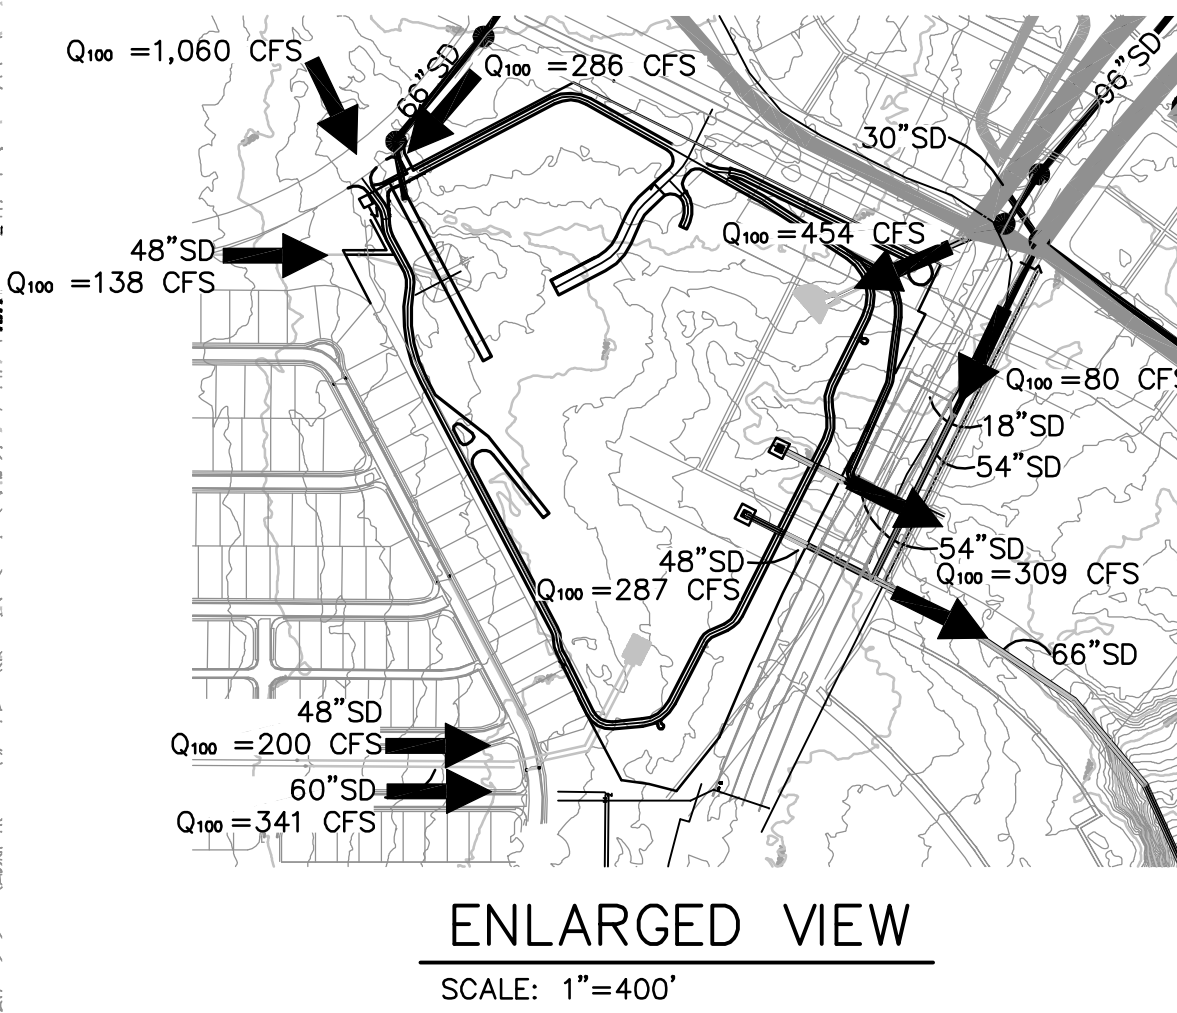 Q100 =1,060 CFS
66"SD
Q100 =286 CFS
96"SD
30"SD
Q100 =454 CFS
48"SD
Q100 =138 CFS
Q100 =80 CFS
18"SD
54"SD
54"SD
48"SD
Q100 =309 CFS
Q100 =287 CFS
66"SD
48"SD
Q100 =200 CFS
60"SD
Q100 =341 CFS
ENLARGED VIEW
SCALE: 1"=400'